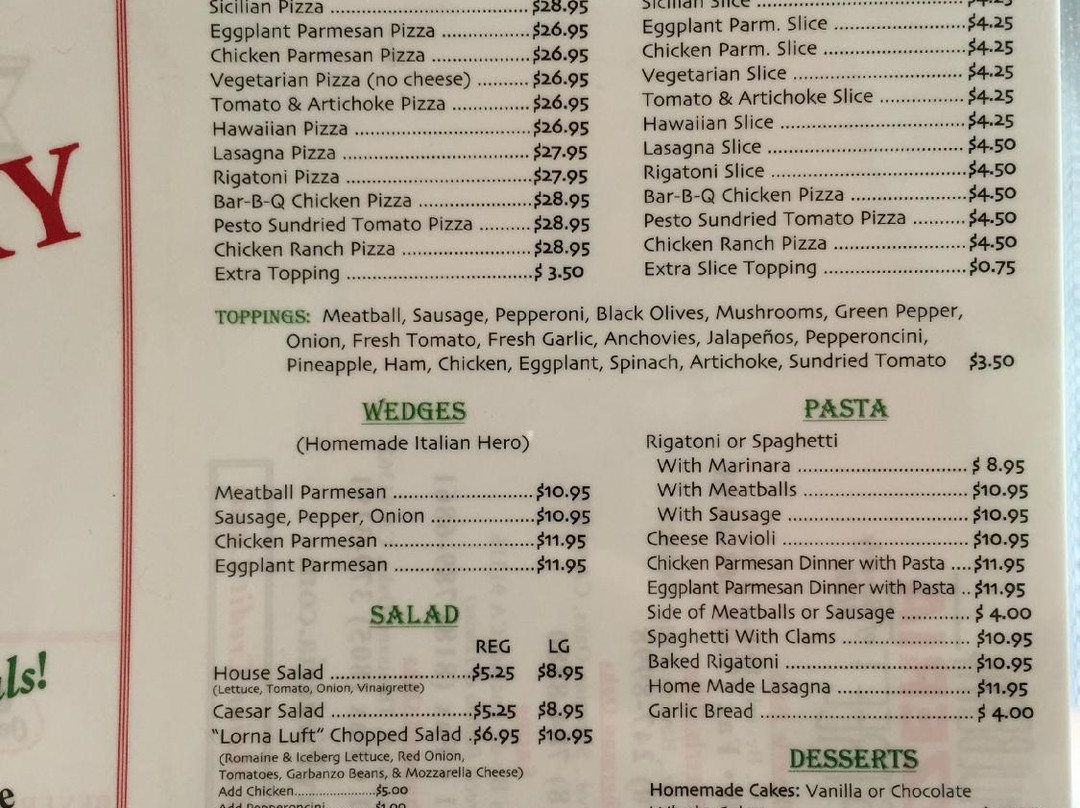 Sicilian Pizza ........ $28.95
Eggplant Parmesan Pizza ........ $26.95
Chicken Parmesan Pizza ........ $26.95
Vegetarian Pizza (no cheese) ........ $26.95
Tomato & Artichoke Pizza ........ $26.95
Hawaiian Pizza ........ $26.95
Lasagna Pizza ........ $27.95
Rigatoni Pizza ........ $27.95
Bar-B-Q Chicken Pizza ........ $28.95
Pesto Sundried Tomato Pizza ........ $28.95
Chicken Ranch Pizza ........ $28.95
Extra Topping ........ $ 3.50
Sicilian Slice ........ $4.25
Eggplant Parm. Slice ........ $4.25
Chicken Parm. Slice ........ $4.25
Vegetarian Slice ........ $4.25
Tomato & Artichoke Slice ........ $4.25
Hawaiian Slice ........ $4.25
Lasagna Slice ........ $4.50
Rigatoni Slice ........ $4.50
Bar-B-Q Chicken Pizza ........ $4.50
Pesto Sundried Tomato Pizza ........ $4.50
Chicken Ranch Pizza ........ $4.50
Extra Slice Topping ........ $0.75
TOPPINGS: Meatball, Sausage, Pepperoni, Black Olives, Mushrooms, Green Pepper,
Onion, Fresh Tomato, Fresh Garlic, Anchovies, Jalapeños, Pepperoncini,
Pineapple, Ham, Chicken, Eggplant, Spinach, Artichoke, Sundried Tomato $3.50
WEDGES
(Homemade Italian Hero)
Meatball Parmesan ........ $10.95
Sausage, Pepper, Onion ........ $10.95
Chicken Parmesan ........ $11.95
Eggplant Parmesan ........ $11.95
SALAD
REG LG
House Salad ........ $5.25 $8.95
(Lettuce, Tomato, Onion, Vinaigrette)
Caesar Salad ........ $5.25 $8.95
"Lorna Luft" Chopped Salad . $6.95 $10.95
(Romaine & Iceberg Lettuce, Red Onion,
Tomatoes, Garbanzo Beans, & Mozzarella Cheese)
Add Chicken ........ $5.00
Add Pepperoncini ........ $1.00
PASTA
Rigatoni or Spaghetti
With Marinara ........ $ 8.95
With Meatballs ........ $10.95
With Sausage ........ $10.95
Cheese Ravioli ........ $10.95
Chicken Parmesan Dinner with Pasta .... $11.95
Eggplant Parmesan Dinner with Pasta .. $11.95
Side of Meatballs or Sausage ........ $ 4.00
Spaghetti With Clams ........ $10.95
Baked Rigatoni ........ $10.95
Home Made Lasagna ........ $11.95
Garlic Bread ........ $ 4.00
DESSERTS
Homemade Cakes: Vanilla or Chocolate